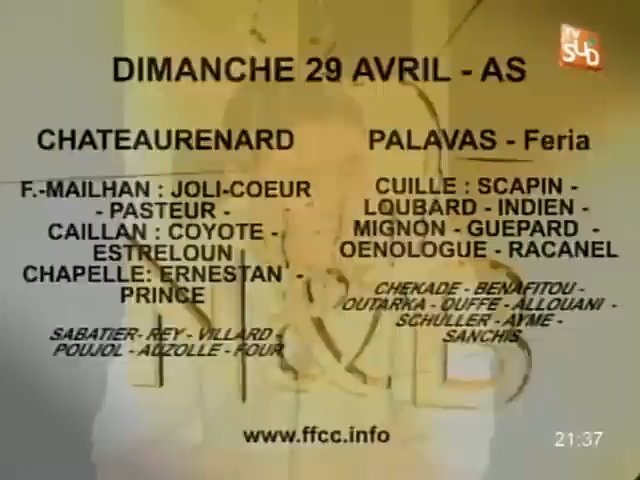 TV
SUD
DIMANCHE 29 AVRIL - AS
CHATEAURENARD
F.-MAILHAN : JOLI-COEUR
- PASTEUR -
CAILLAN : COYOTE -
ESTRELOUN
CHAPELLE: ERNESTAN -
PRINCE
SABATIER- REY - VILLARD -
POUJOL - AUZOLLE - FOUR
PALAVAS - Feria
CUILLE : SCAPIN -
LOUBARD - INDIEN -
MIGNON - GUEPARD -
OENOLOGUE - RACANEL
CHEKADE - BENAFITOU -
OUTARKA - OUFFE - ALLOUANI -
SCHULLER - AYME -
SANCHIS
www.ffcc.info
21:37